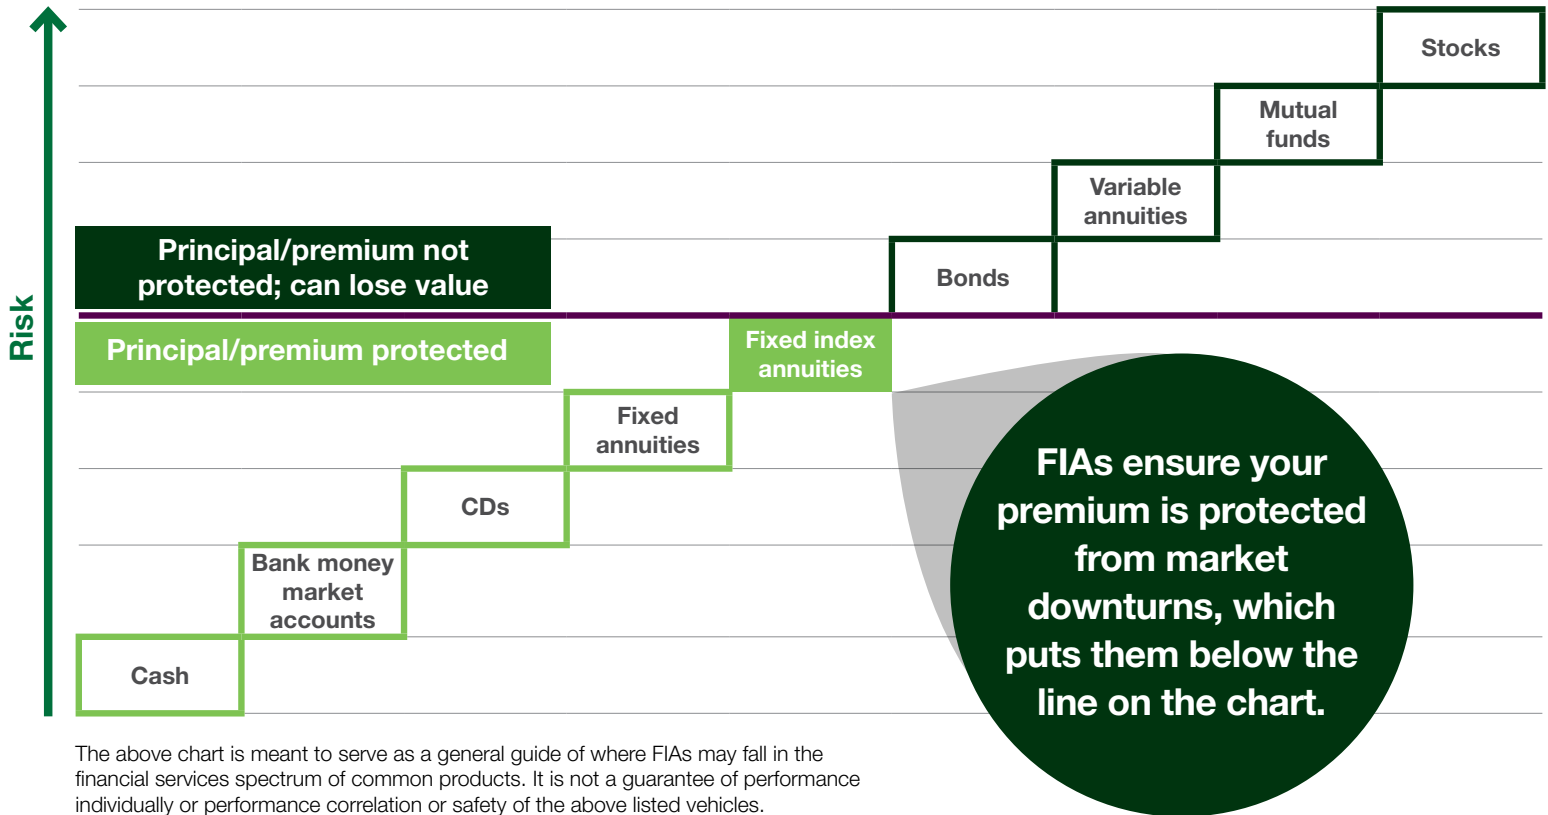 Stocks
Mutual
funds
Variable
annuities
Principal/premium not
protected; can lose value
Bonds
Risk
Principal/premium protected
Fixed index
annuities
Fixed
annuities
CDs
Bank money
market
accounts
Cash
FIAs ensure your
premium is protected
from market
downturns, which
puts them below the
line on the chart.
The above chart is meant to serve as a general guide of where FIAs may fall in the
financial services spectrum of common products. It is not a guarantee of performance
individually or performance correlation or safety of the above listed vehicles.